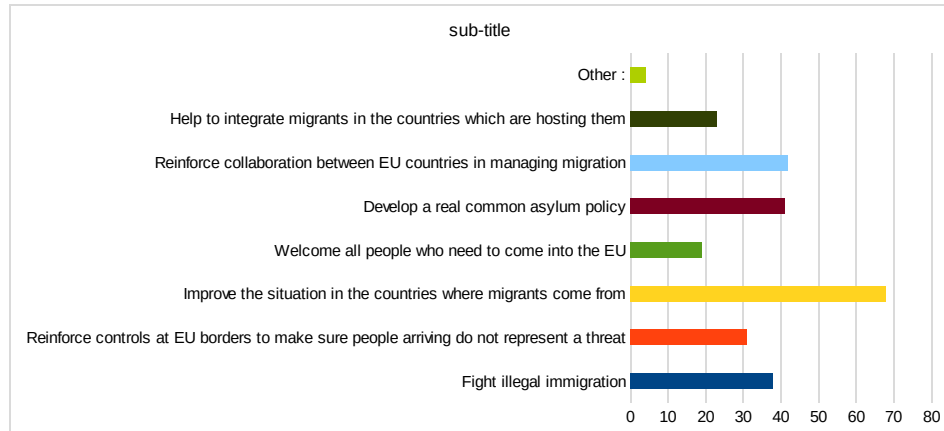 sub-title
Other :
Help to integrate migrants in the countries which are hosting them
Reinforce collaboration between EU countries in managing migration
Develop a real common asylum policy
Welcome all people who need to come into the EU
Improve the situation in the countries where migrants come from
Reinforce controls at EU borders to make sure people arriving do not represent a threat
Fight illegal immigration
0 10 20 30 40 50 60 70 80